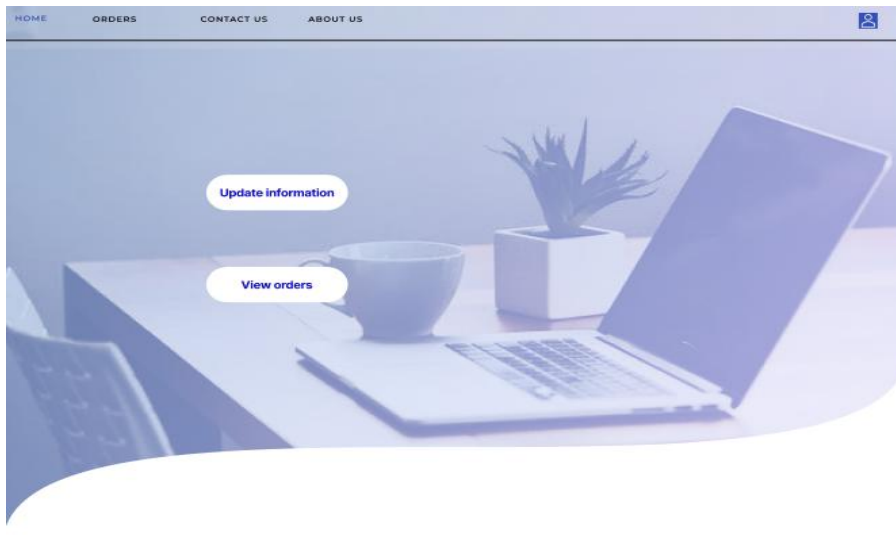 HOME
ORDERS
CONTACT US
ABOUT US
Update information
View orders